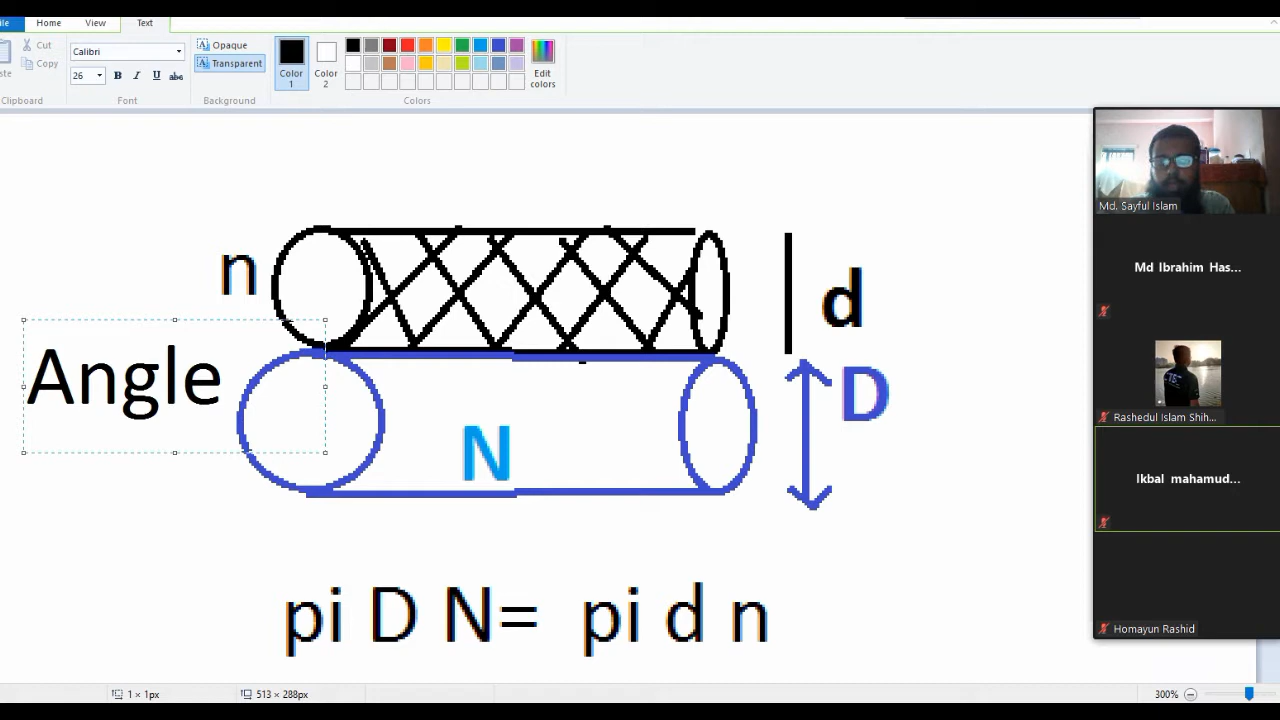 File
Home
View
Text
Cut
Copy
Clipboard
Calibri
26
B I U abc
Font
Opaque
Transparent
Background
Color 1
Color 2
Edit colors
Colors
Md. Sayful Islam
Md Ibrahim Has...
Rashedul Islam Shih...
Ikbal mahamud...
Homayun Rashid
n
d
Angle
D
N
pi D N= pi d n
1 × 1px
513 × 288px
300%